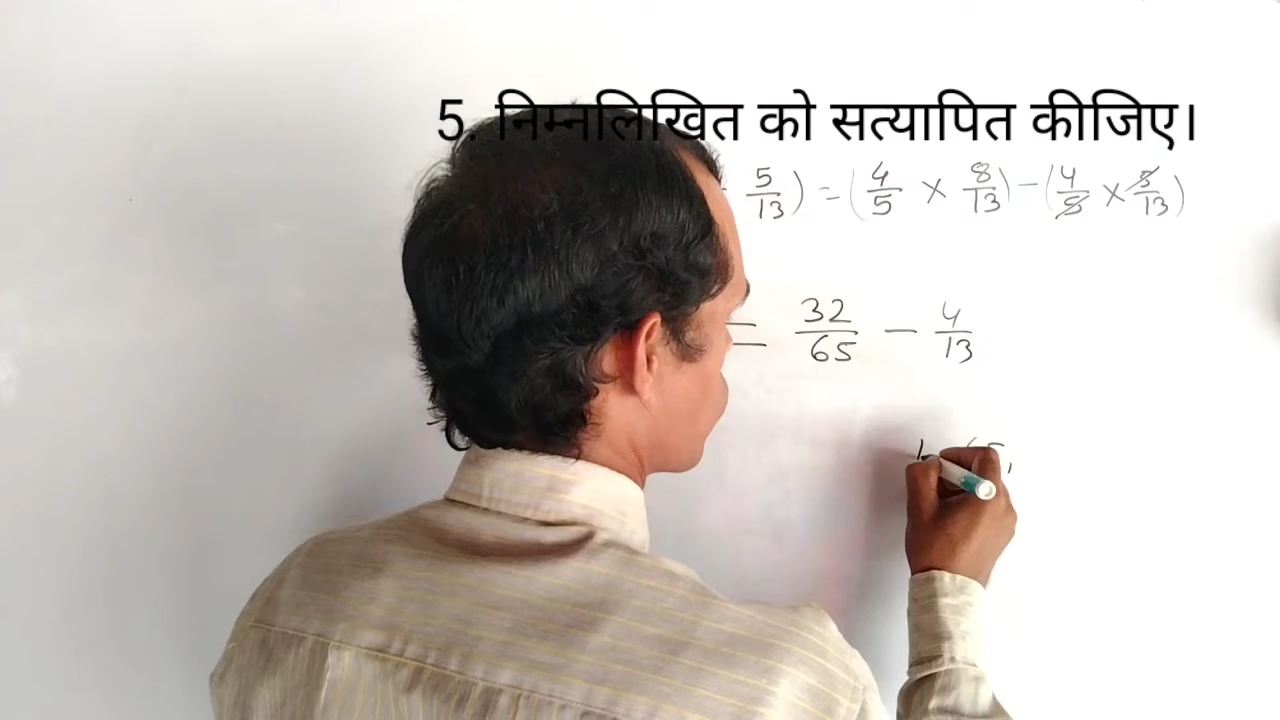 5. निम्नलिखित को सत्यापित कीजिए।
5/13) = (4/5 × 8/13) - (4/5 × 5/13)
= 32/65 - 4/13